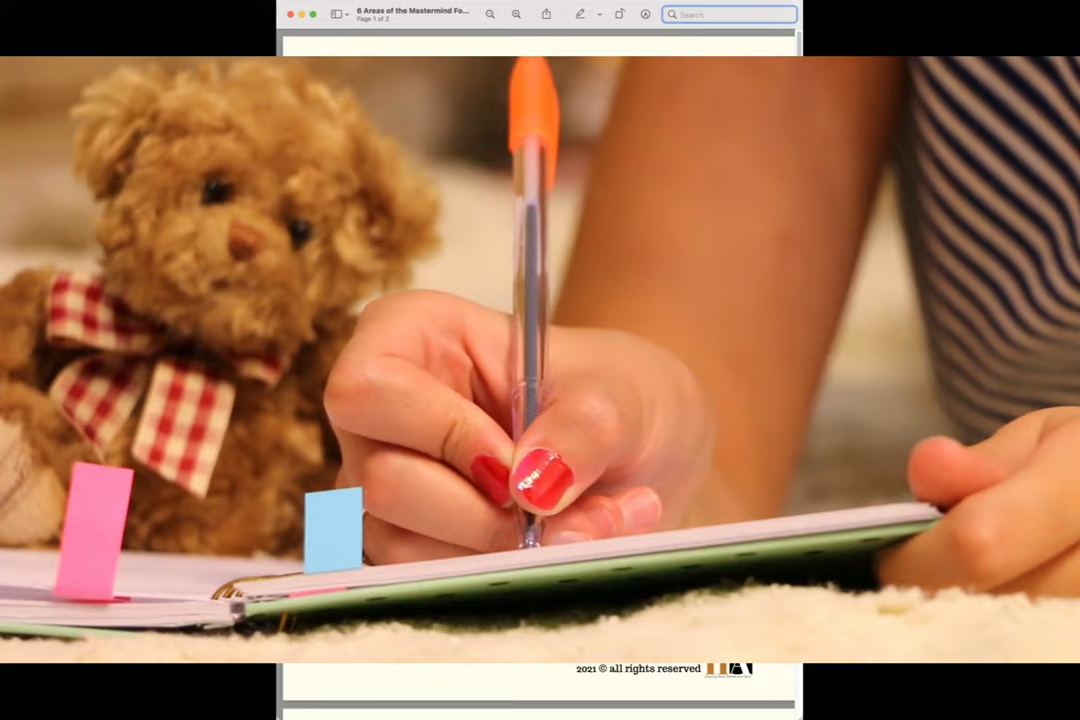 6 Areas of the Mastermind Fo...
Page 1 of 2
Search
2021 © all rights reserved